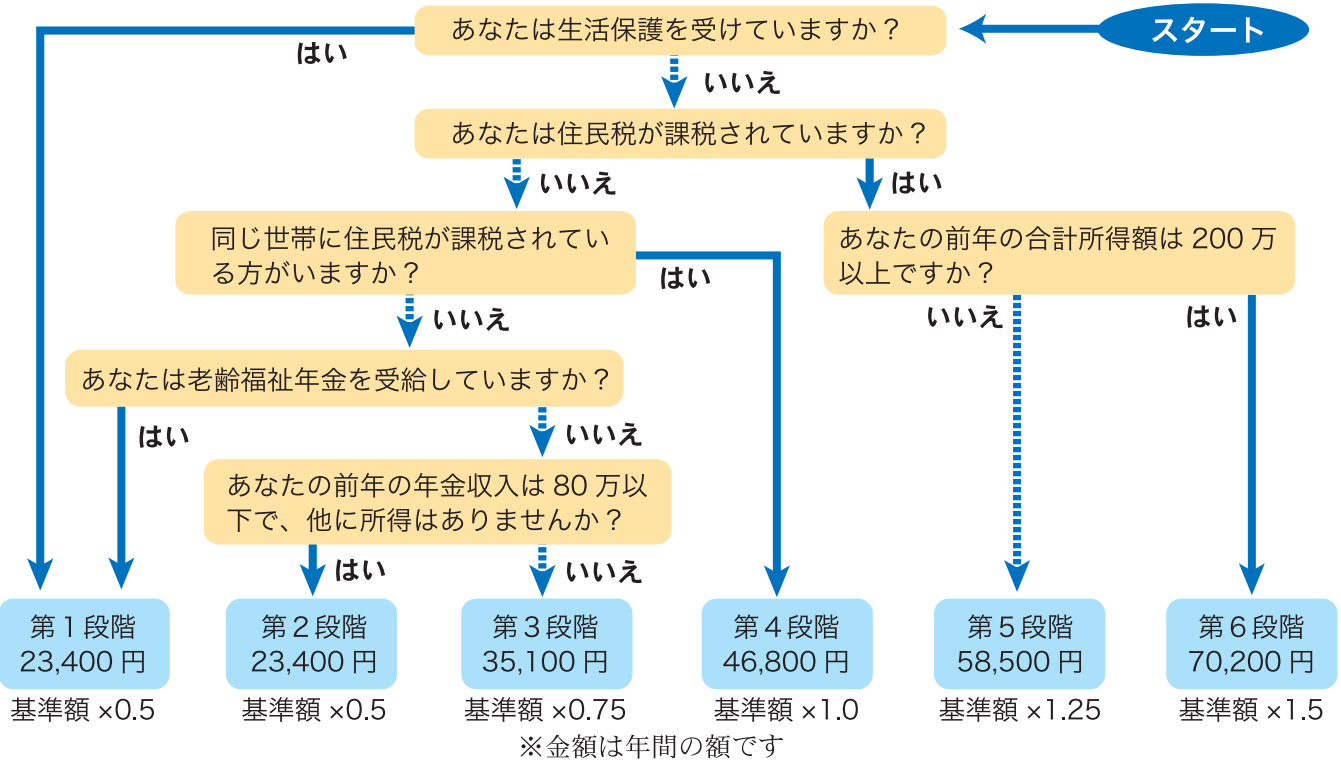 スタート
あなたは生活保護を受けていますか？
はい
いいえ
あなたは住民税が課税されていますか？
いいえ
はい
同じ世帯に住民税が課税されてい
る方がいますか？
はい
あなたの前年の合計所得額は 200 万
以上ですか？
いいえ
いいえ
はい
あなたは老齢福祉年金を受給していますか？
はい
いいえ
あなたの前年の年金収入は 80 万以
下で、他に所得はありませんか？
はい
いいえ
第１段階
23,400 円
基準額 ×0.5
第２段階
23,400 円
基準額 ×0.5
第３段階
35,100 円
基準額 ×0.75
第４段階
46,800 円
基準額 ×1.0
第５段階
58,500 円
基準額 ×1.25
第６段階
70,200 円
基準額 ×1.5
※金額は年間の額です